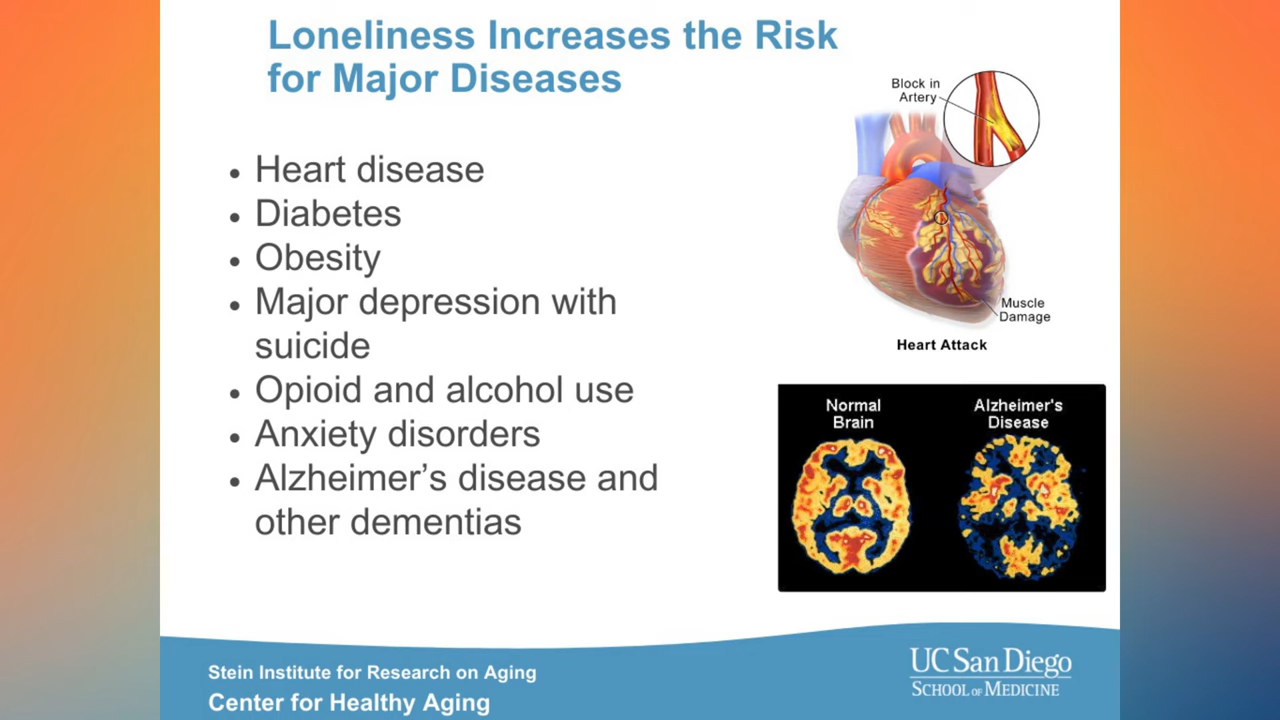 Loneliness Increases the Risk
for Major Diseases
• Heart disease
• Diabetes
• Obesity
• Major depression with
suicide
• Opioid and alcohol use
• Anxiety disorders
• Alzheimer’s disease and
other dementias
Block in
Artery
Muscle
Damage
Heart Attack
Normal
Brain
Alzheimer's
Disease
Stein Institute for Research on Aging
Center for Healthy Aging
UC San Diego
SCHOOL OF MEDICINE